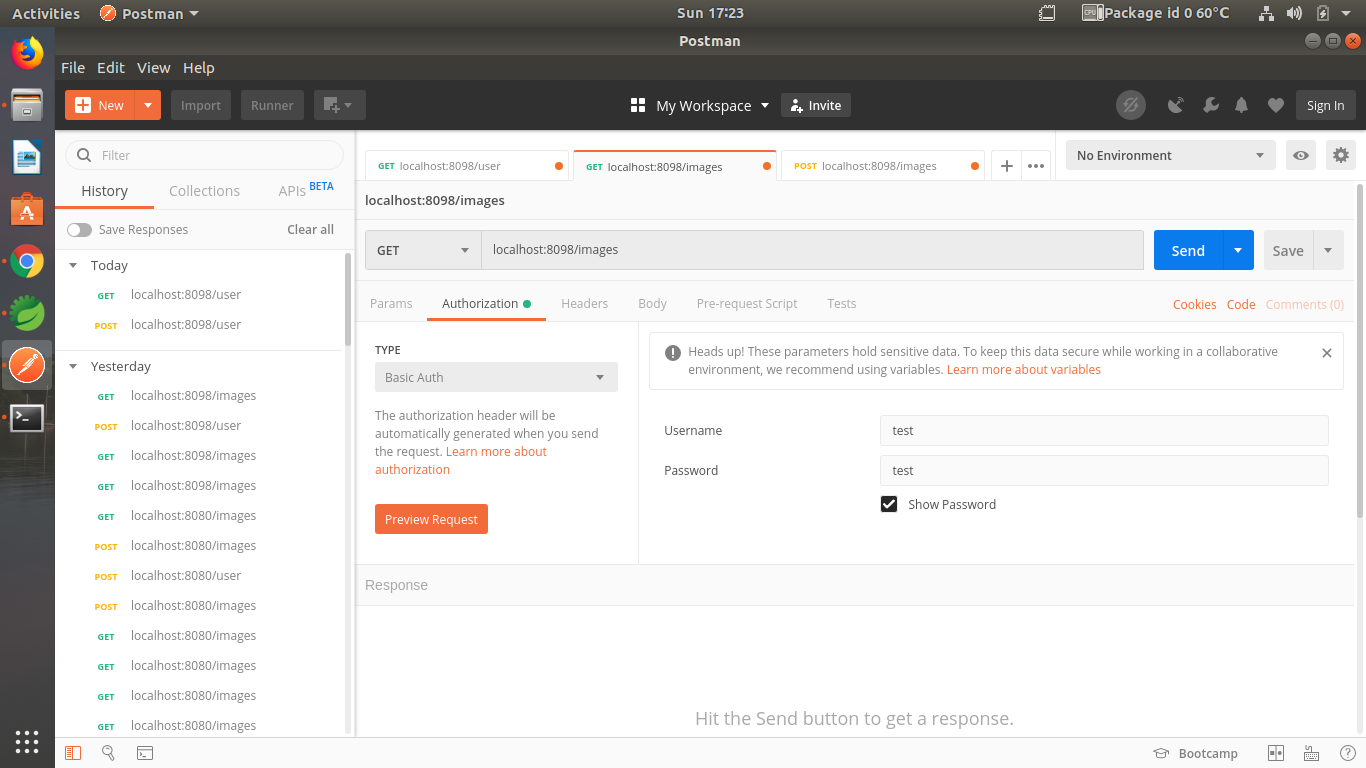 Activities
Postman
Sun 17:23
Package id 0 60°C
Postman
File Edit View Help
New
Import
Runner
My Workspace
Invite
Sign In
Filter
History
Collections
APIs BETA
Save Responses
Clear all
Today
GET localhost:8098/user
POST localhost:8098/user
Yesterday
GET localhost:8098/images
POST localhost:8098/user
GET localhost:8098/images
GET localhost:8098/images
GET localhost:8080/images
POST localhost:8080/images
POST localhost:8080/user
POST localhost:8080/images
GET localhost:8080/images
GET localhost:8080/images
GET localhost:8080/images
GET localhost:8080/images
GET localhost:8098/user
GET localhost:8098/images
POST localhost:8098/images
No Environment
localhost:8098/images
GET
localhost:8098/images
Send
Save
Params
Authorization
Headers
Body
Pre-request Script
Tests
Cookies
Code
Comments (0)
TYPE
Basic Auth
The authorization header will be
automatically generated when you send
the request. Learn more about
authorization
Preview Request
Heads up! These parameters hold sensitive data. To keep this data secure while working in a collaborative
environment, we recommend using variables. Learn more about variables
Username
test
Password
test
Show Password
Response
Hit the Send button to get a response.
Bootcamp